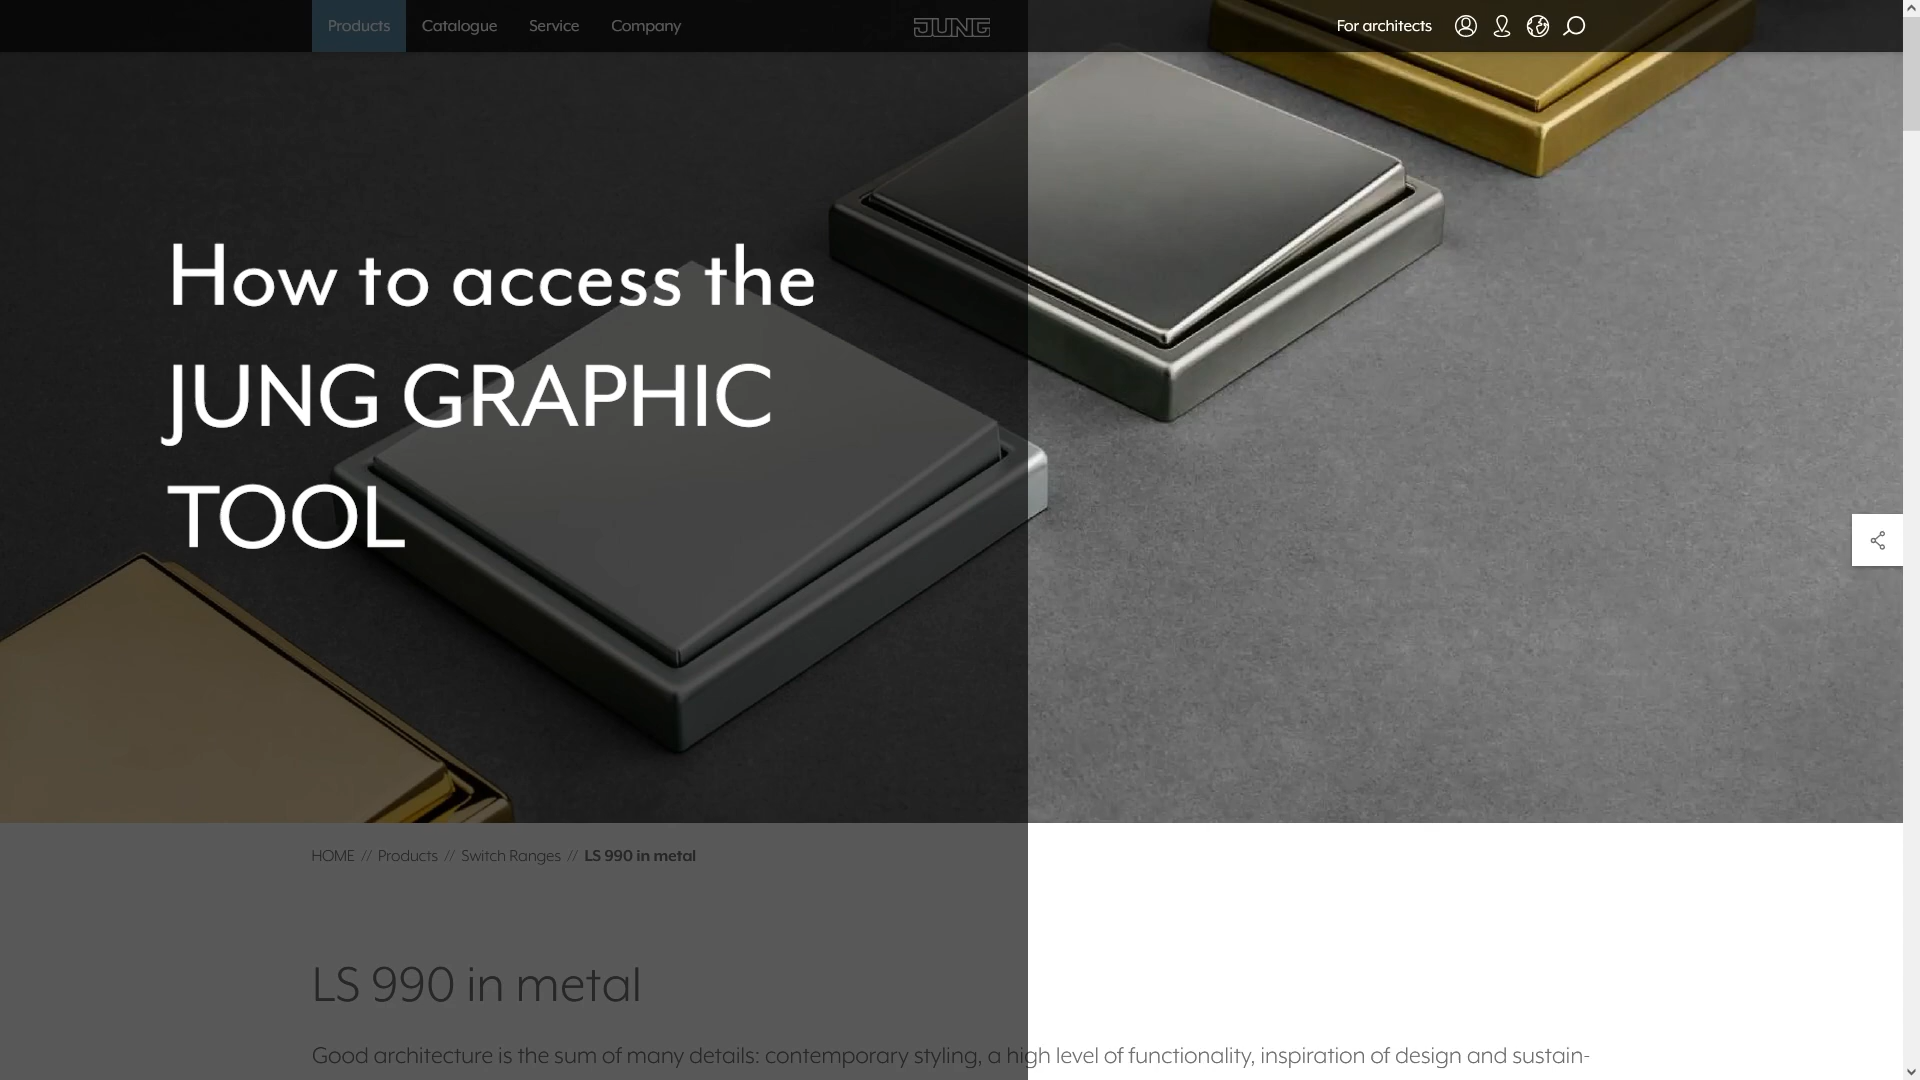 Products Catalogue Service Company JUNG For architects
How to access the
JUNG GRAPHIC
TOOL
HOME // Products // Switch Ranges // LS 990 in metal
LS 990 in metal
Good architecture is the sum of many details: contemporary styling, a high level of functionality, inspiration of design and sustain-